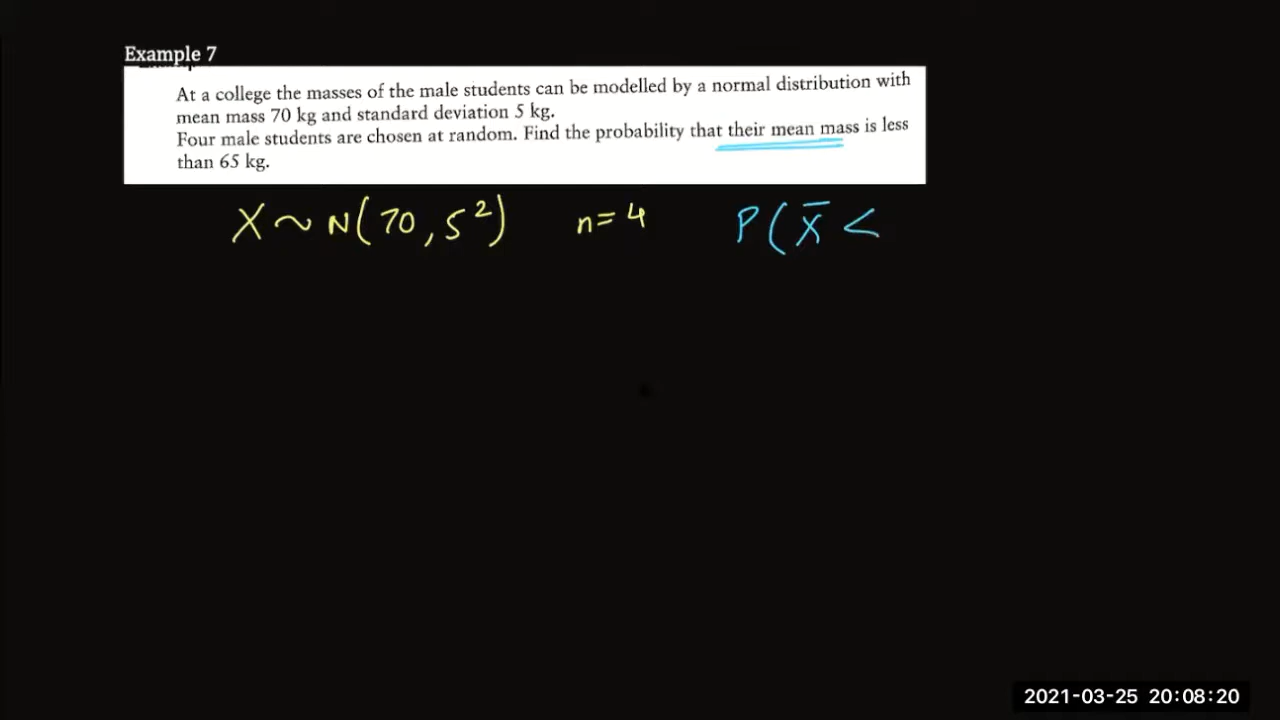 Example 7
At a college the masses of the male students can be modelled by a normal distribution with
mean mass 70 kg and standard deviation 5 kg.
Four male students are chosen at random. Find the probability that their mean mass is less
than 65 kg.
X ~ N(70, 5²) n = 4 P(X̄ <
2021-03-25 20:08:20